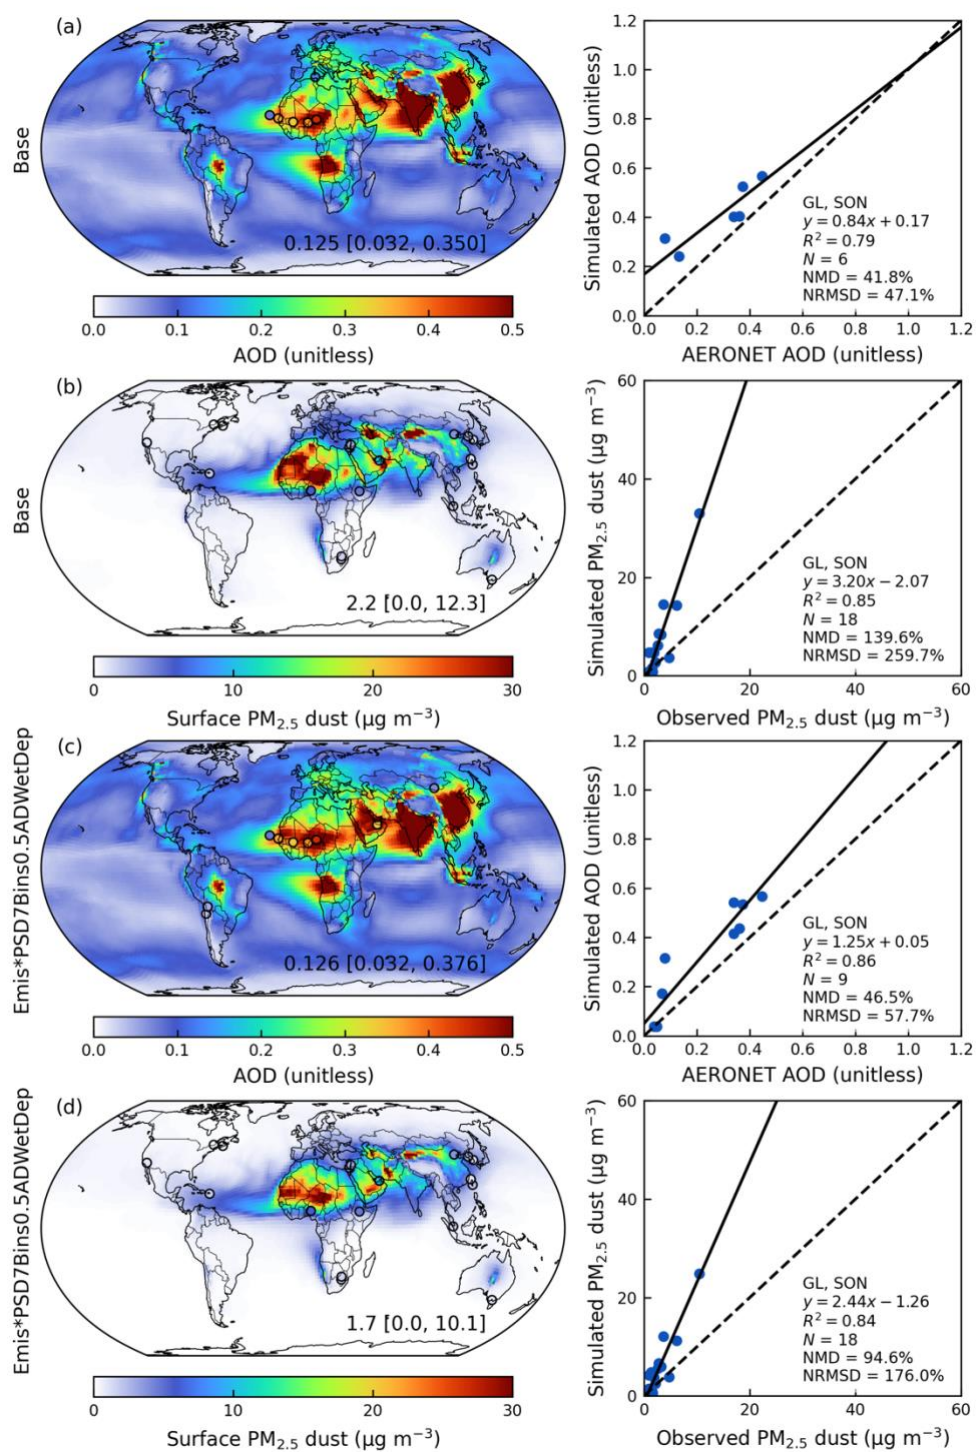 (a)
Base
0.125 [0.032, 0.350]
0.0 0.1 0.2 0.3 0.4 0.5
AOD (unitless)
Simulated AOD (unitless)
1.2
1.0
0.8
0.6
0.4
0.2
0.0
GL, SON
y = 0.84x + 0.17
R² = 0.79
N = 6
NMD = 41.8%
NRMSD = 47.1%
0.0 0.2 0.4 0.6 0.8 1.0 1.2
AERONET AOD (unitless)
(b)
Base
2.2 [0.0, 12.3]
0 10 20 30
Surface PM₂.₅ dust (µg m⁻³)
Simulated PM₂.₅ dust (µg m⁻³)
60
40
20
0
GL, SON
y = 3.20x − 2.07
R² = 0.85
N = 18
NMD = 139.6%
NRMSD = 259.7%
0 20 40 60
Observed PM₂.₅ dust (µg m⁻³)
(c)
Emis*PSD7Bins0.5ADWetDep
0.126 [0.032, 0.376]
0.0 0.1 0.2 0.3 0.4 0.5
AOD (unitless)
Simulated AOD (unitless)
1.2
1.0
0.8
0.6
0.4
0.2
0.0
GL, SON
y = 1.25x + 0.05
R² = 0.86
N = 9
NMD = 46.5%
NRMSD = 57.7%
0.0 0.2 0.4 0.6 0.8 1.0 1.2
AERONET AOD (unitless)
(d)
Emis*PSD7Bins0.5ADWetDep
1.7 [0.0, 10.1]
0 10 20 30
Surface PM₂.₅ dust (µg m⁻³)
Simulated PM₂.₅ dust (µg m⁻³)
60
40
20
0
GL, SON
y = 2.44x − 1.26
R² = 0.84
N = 18
NMD = 94.6%
NRMSD = 176.0%
0 20 40 60
Observed PM₂.₅ dust (µg m⁻³)